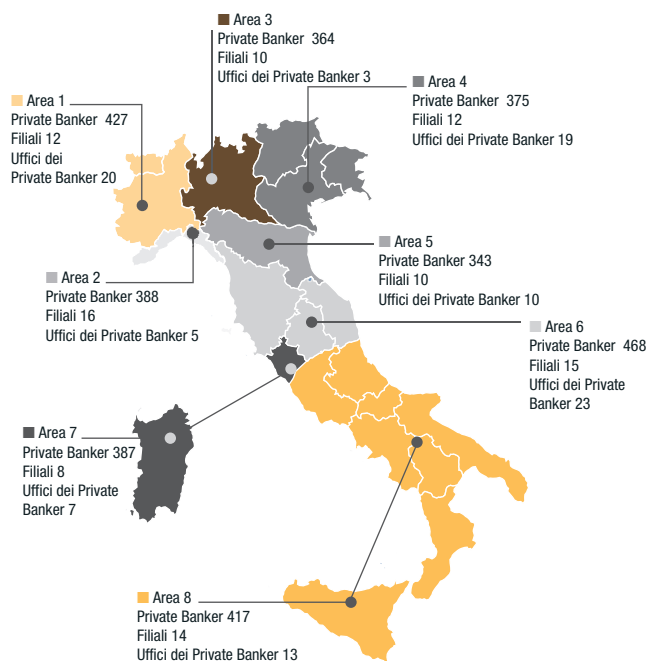 Area 3
Private Banker 364
Filiali 10
Uffici dei Private Banker 3
Area 4
Private Banker 375
Filiali 12
Uffici dei Private Banker 19
Area 1
Private Banker 427
Filiali 12
Uffici dei
Private Banker 20
Area 5
Private Banker 343
Filiali 10
Uffici dei Private Banker 10
Area 2
Private Banker 388
Filiali 16
Uffici dei Private Banker 5
Area 6
Private Banker 468
Filiali 15
Uffici dei Private
Banker 23
Area 7
Private Banker 387
Filiali 8
Uffici dei Private
Banker 7
Area 8
Private Banker 417
Filiali 14
Uffici dei Private Banker 13